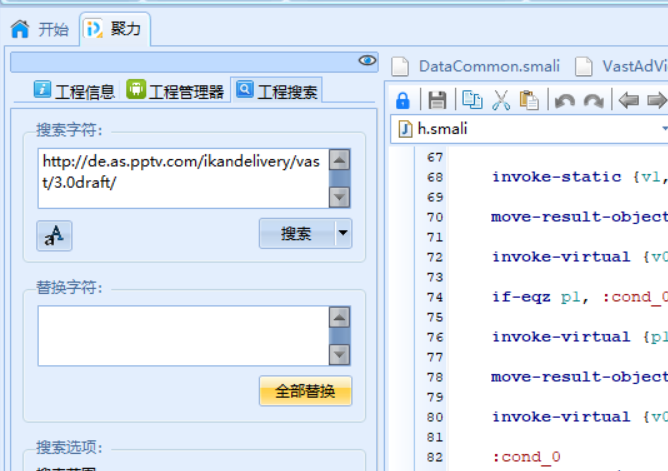 开始
聚力
工程信息
工程管理器
工程搜索
搜索字符:
http://de.as.pptv.com/ikandelivery/vas
t/3.0draft/
aA
搜索
替换字符:
全部替换
搜索选项:
DataCommon.smali
VastAdVi
h.smali
67
68 invoke-static {v1,
69
70 move-result-object
71
72 invoke-virtual {v0
73
74 if-eqz p1, :cond_0
75
76 invoke-virtual {p1
77
78 move-result-object
79
80 invoke-virtual {v0
81
82 :cond_0